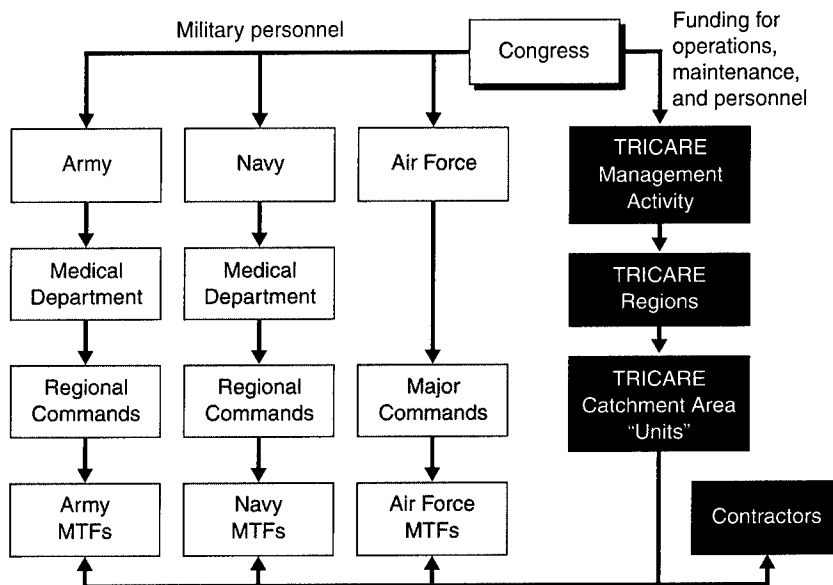 Military personnel
Congress
Funding for
operations,
maintenance,
and personnel
Army
Navy
Air Force
TRICARE
Management
Activity
Medical
Department
Medical
Department
TRICARE
Regions
Regional
Commands
Regional
Commands
Major
Commands
TRICARE
Catchment Area
“Units”
Army
MTFs
Navy
MTFs
Air Force
MTFs
Contractors